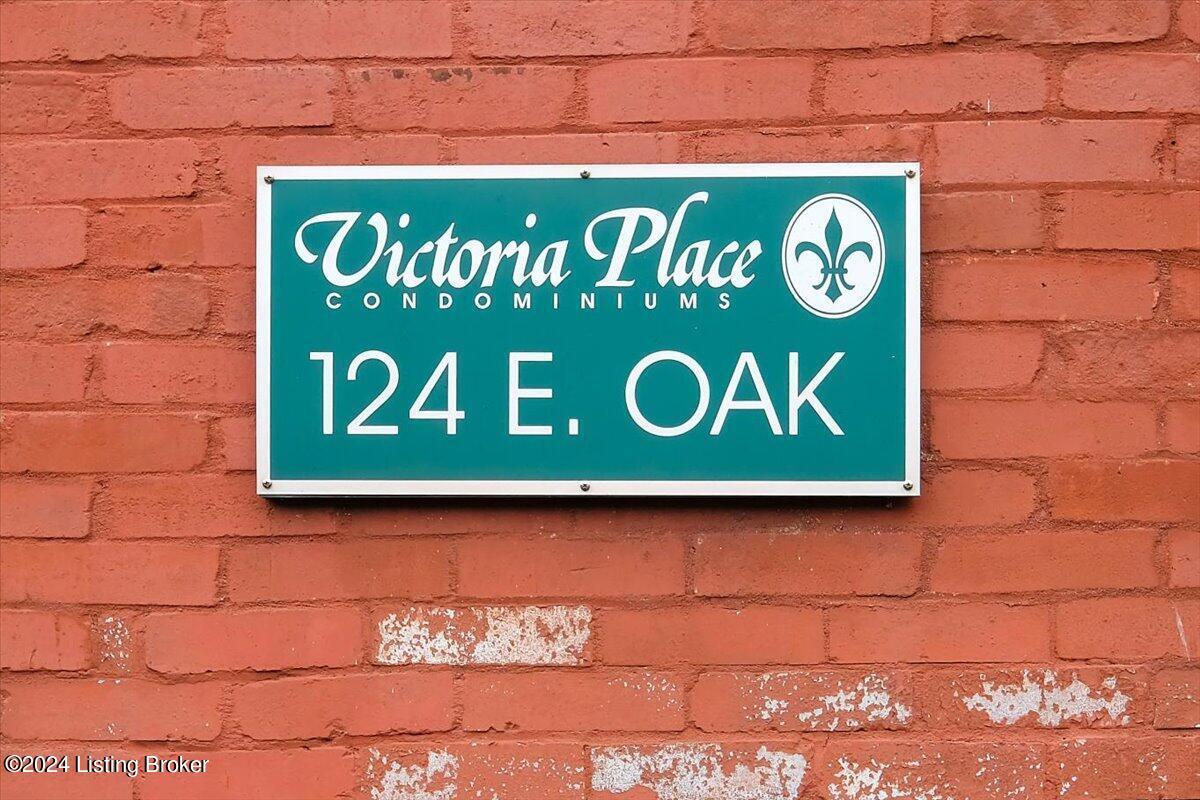 Victoria Place
CONDOMINIUMS
124 E. OAK
©2024 Listing Broker